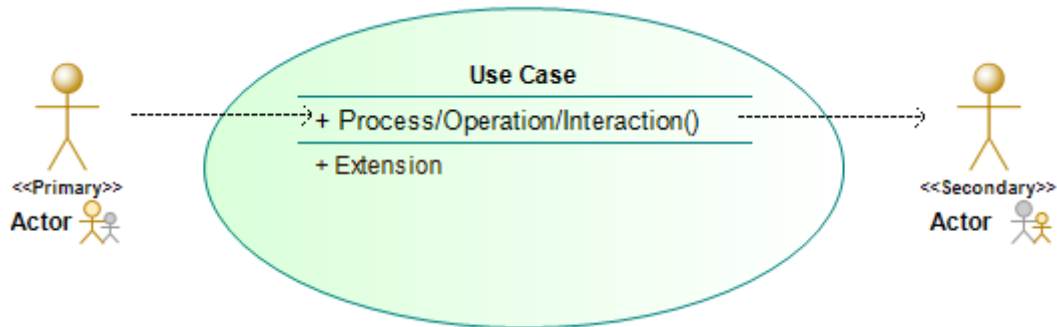 Use Case
+ Process/Operation/Interaction()
+ Extension
<<Primary>>
Actor
<<Secondary>>
Actor